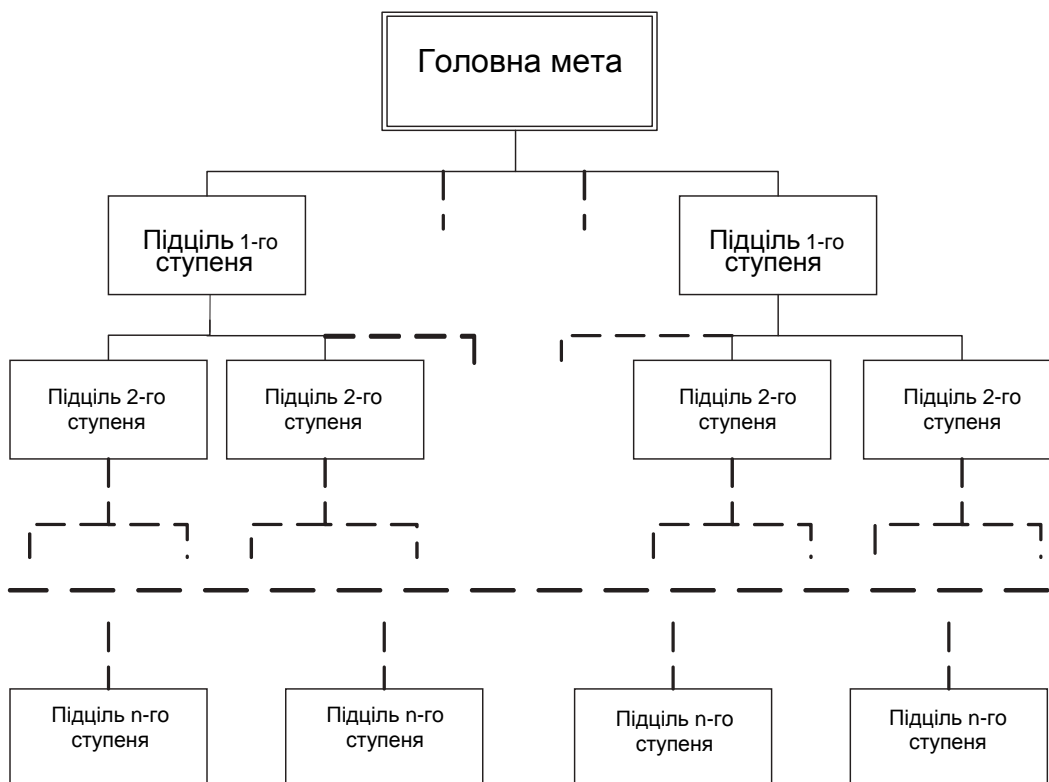 Головна мета
Підціль 1-го
ступеня
Підціль 1-го
ступеня
Підціль 2-го
ступеня
Підціль 2-го
ступеня
Підціль 2-го
ступеня
Підціль 2-го
ступеня
Підціль n-го
ступеня
Підціль n-го
ступеня
Підціль n-го
ступеня
Підціль n-го
ступеня